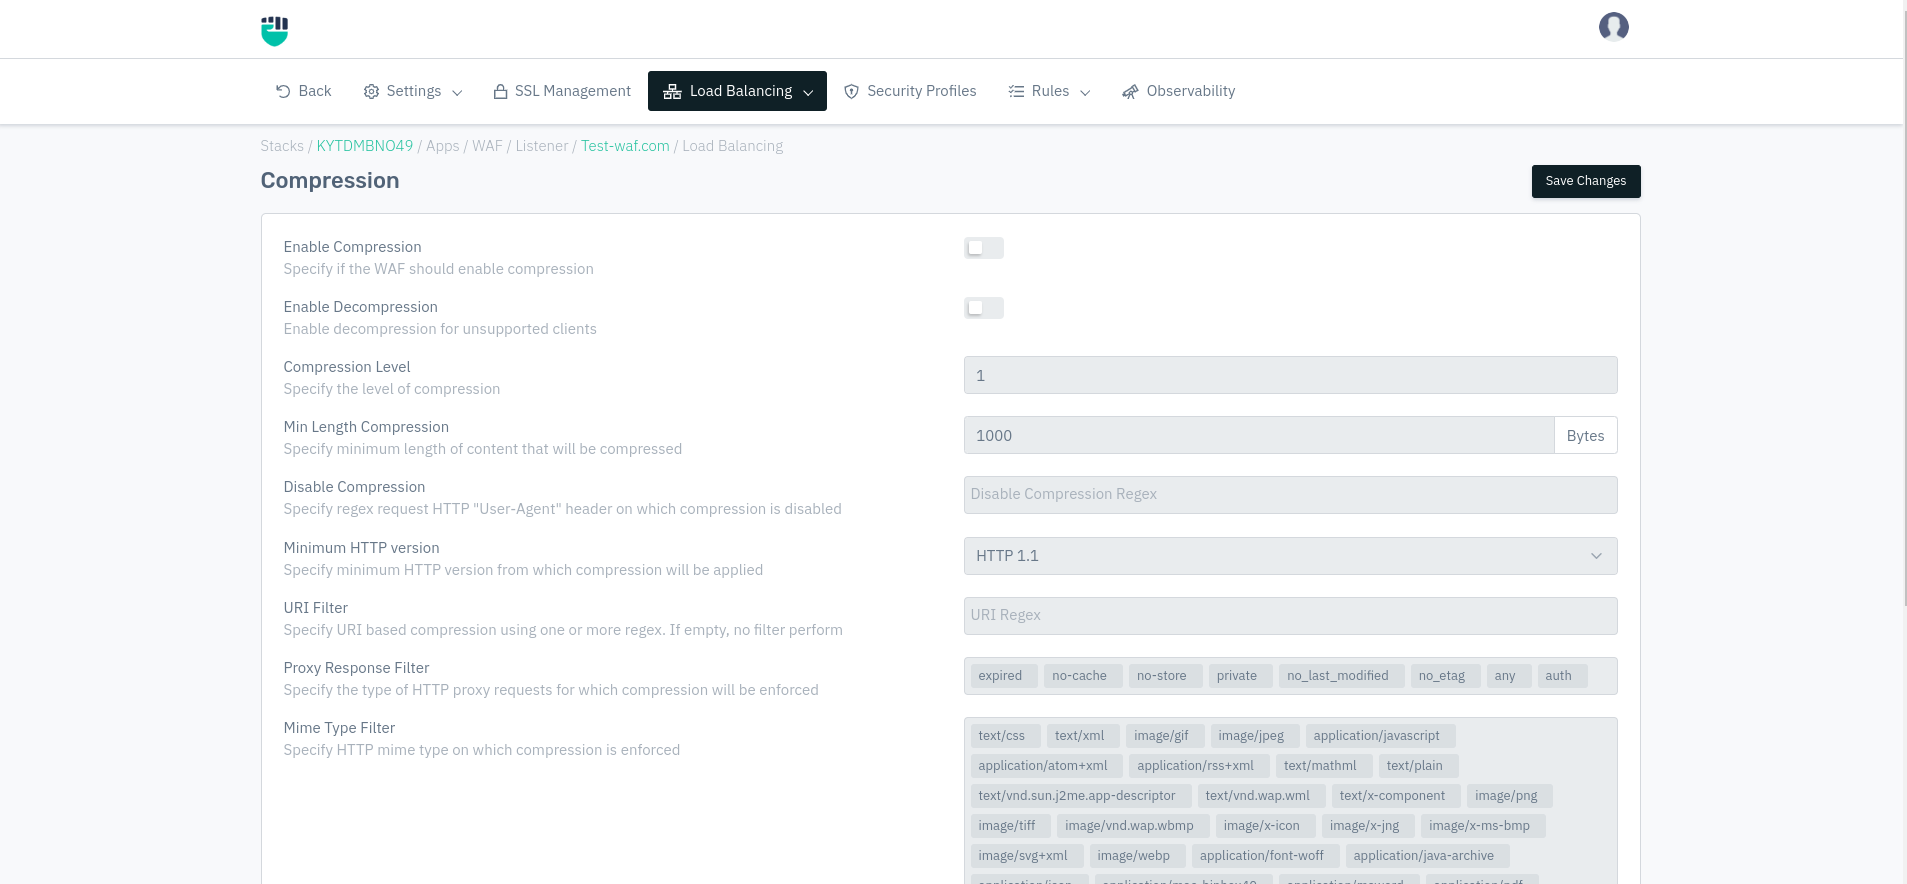 Back Settings SSL Management Load Balancing Security Profiles Rules Observability
Stacks / KYTDMBNO49 / Apps / WAF / Listener / Test-waf.com / Load Balancing
Compression
Save Changes
Enable Compression
Specify if the WAF should enable compression
Enable Decompression
Enable decompression for unsupported clients
Compression Level
Specify the level of compression
1
Min Length Compression
Specify minimum length of content that will be compressed
1000 Bytes
Disable Compression
Specify regex request HTTP "User-Agent" header on which compression is disabled
Disable Compression Regex
Minimum HTTP version
Specify minimum HTTP version from which compression will be applied
HTTP 1.1
URI Filter
Specify URI based compression using one or more regex. If empty, no filter perform
URI Regex
Proxy Response Filter
Specify the type of HTTP proxy requests for which compression will be enforced
expired no-cache no-store private no_last_modified no_etag any auth
Mime Type Filter
Specify HTTP mime type on which compression is enforced
text/css text/xml image/gif image/jpeg application/javascript
application/atom+xml application/rss+xml text/mathml text/plain
text/vnd.sun.j2me.app-descriptor text/vnd.wap.wml text/x-component image/png
image/tiff image/vnd.wap.wbmp image/x-icon image/x-jng image/x-ms-bmp
image/svg+xml image/webp application/font-woff application/java-archive
application/json application/mac-binhex40 application/msword application/pdf